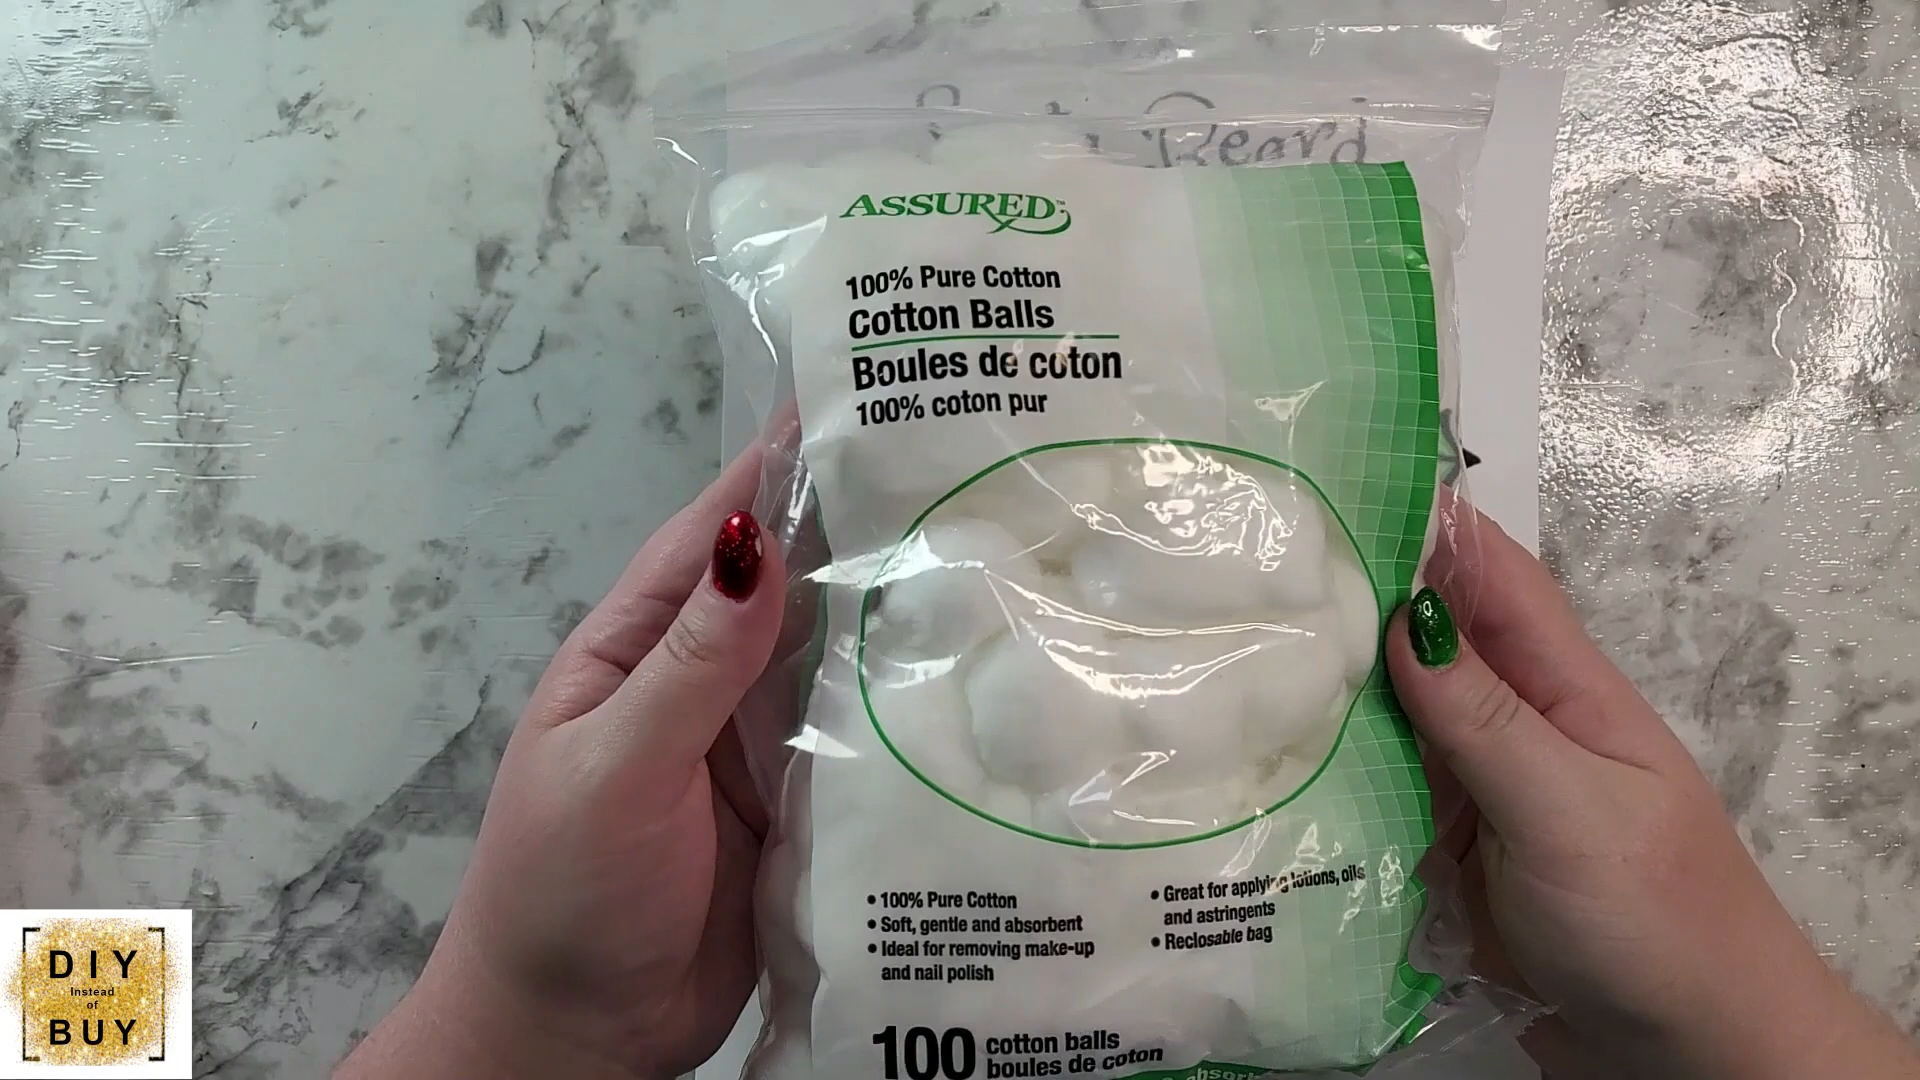 Beard
ASSURED
100% Pure Cotton
Cotton Balls
Boules de coton
100% coton pur
• 100% Pure Cotton
• Soft, gentle and absorbent
• Ideal for removing make-up
and nail polish
• Great for applying lotions, oils
and astringents
• Reclosable bag
100 cotton balls
boules de coton
DIY
Instead
of
BUY